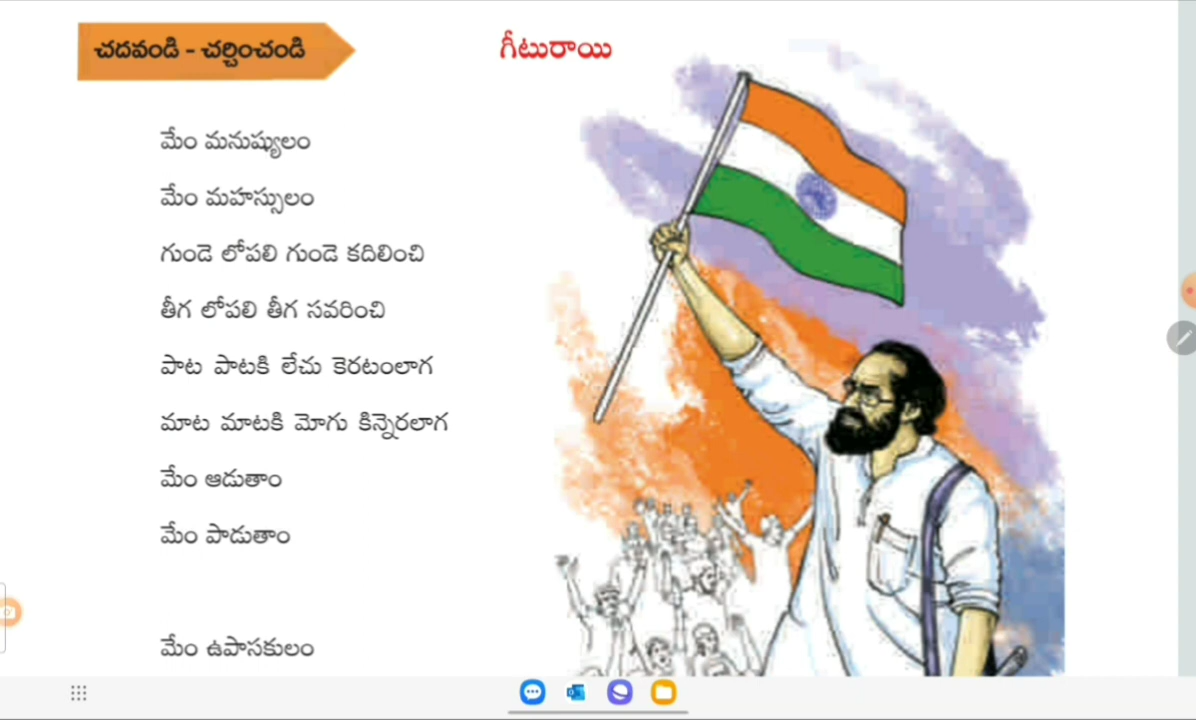 చదవండి - చర్చించండి
గీటురాయి
మేం మనుష్యులం
మేం మహస్సులం
గుండె లోపలి గుండె కదిలించి
తీగ లోపలి తీగ సవరించి
పాట పాటకి లేచు కెరటంలాగ
మాట మాటకి మోగు కిన్నెరలాగ
మేం ఆడుతాం
మేం పాడుతాం
మేం ఉపాసకులం